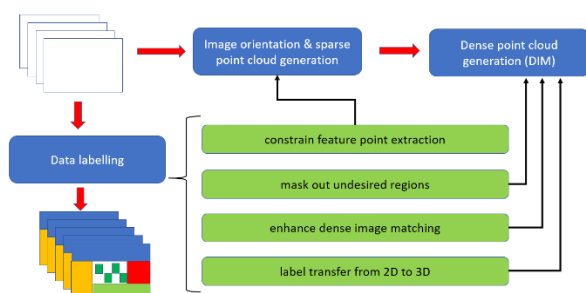 Image orientation & sparse
point cloud generation
Dense point cloud
generation (DIM)
Data labelling
constrain feature point extraction
mask out undesired regions
enhance dense image matching
label transfer from 2D to 3D